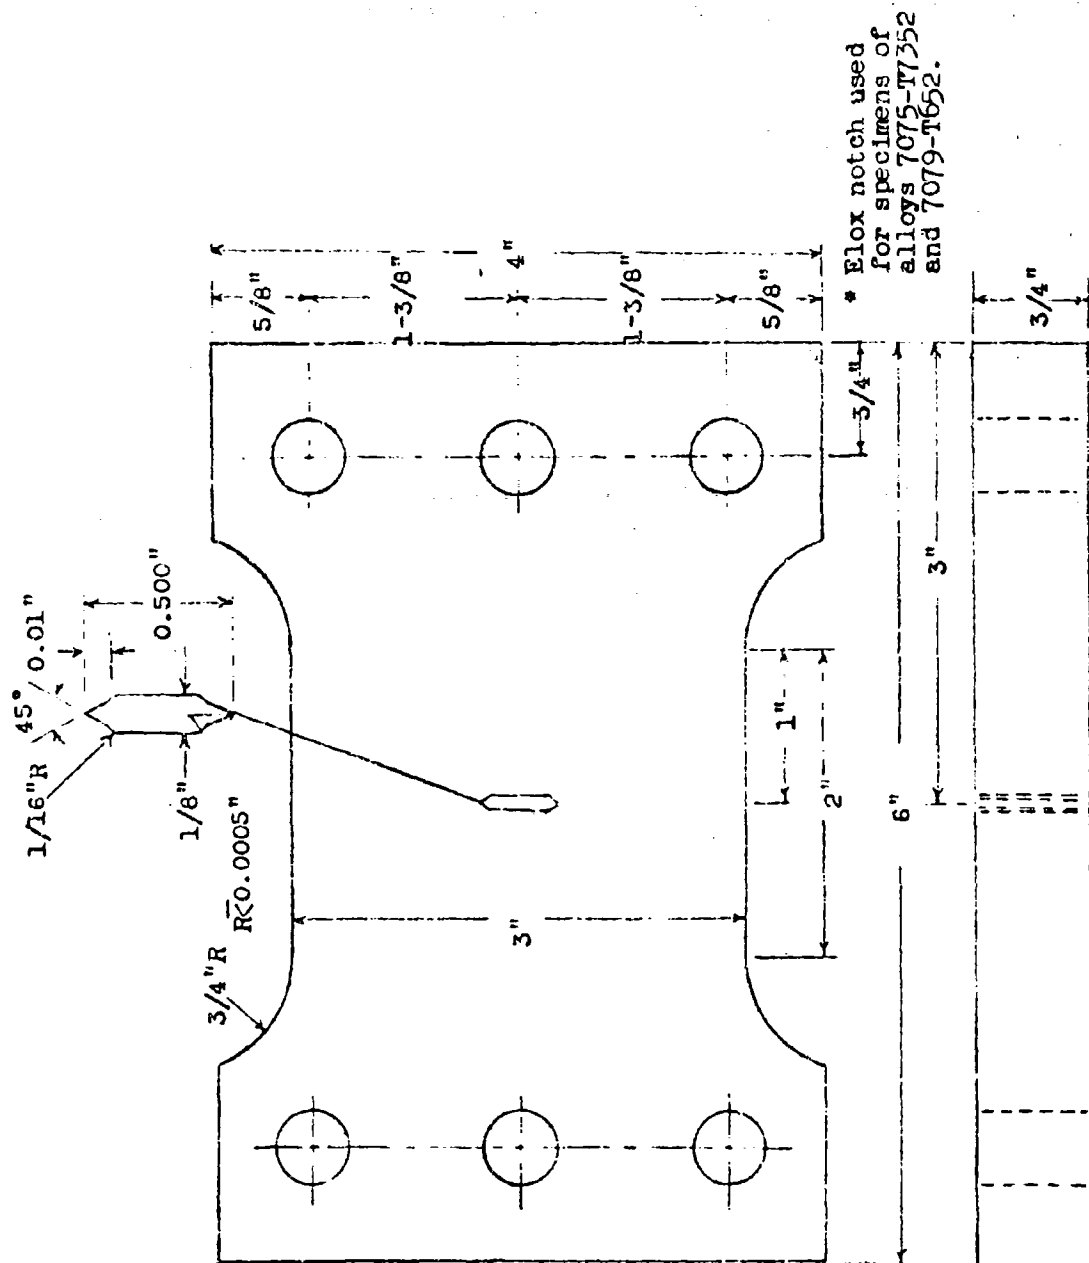 45°
0.01"
1/16"R
0.500"
1/8"
R<0.0005"
3/4"R
5/8"
1-3/8"
4"
1-3/8"
5/8"
3"
3/4"
1"
2"
6"
3"
3/4"
* Elox notch used
for specimens of
alloys 7075-T7352
and 7079-T652.